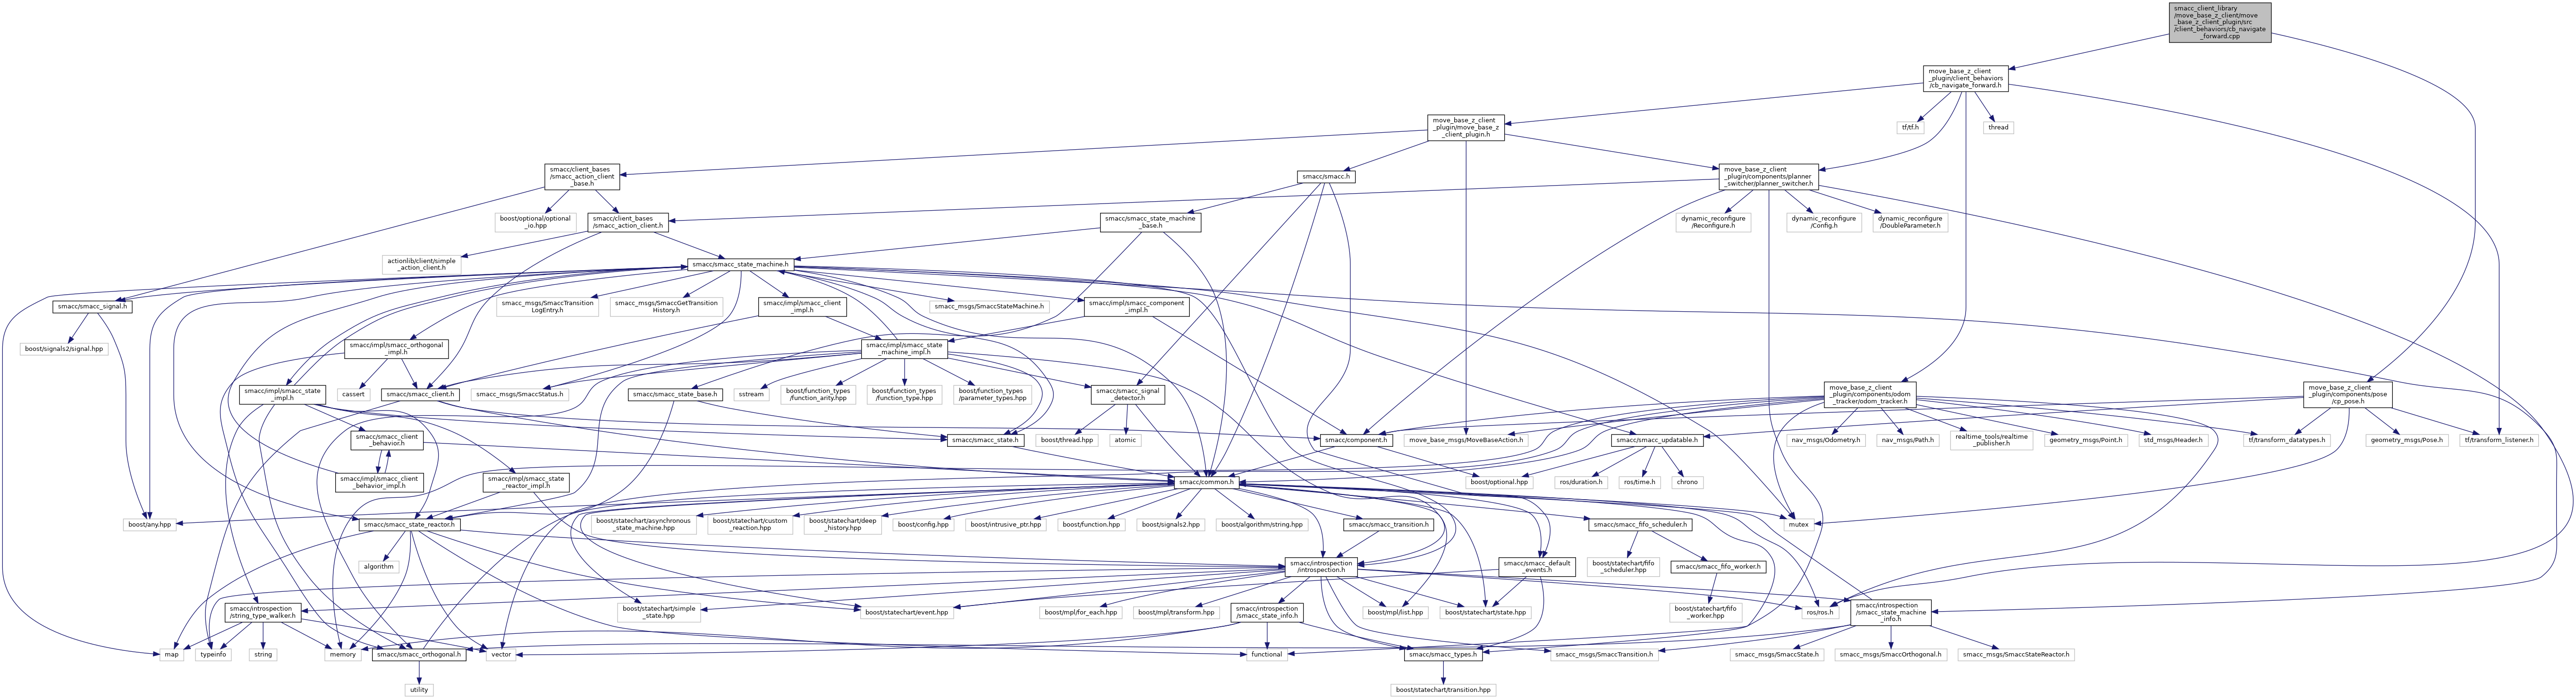 smacc_client_library
/move_base_z_client/move
_base_z_client_plugin/src
/client_behaviors/cb_navigate
_forward.cpp
move_base_z_client
_plugin/client_behaviors
/cb_navigate_forward.h
move_base_z_client
_plugin/move_base_z
_client_plugin.h
tf/tf.h
thread
smacc/client_bases
/smacc_action_client
_base.h
smacc/smacc.h
move_base_z_client
_plugin/components/planner
_switcher/planner_switcher.h
boost/optional/optional
_io.hpp
smacc/client_bases
/smacc_action_client.h
smacc/smacc_state_machine
_base.h
dynamic_reconfigure
/Reconfigure.h
dynamic_reconfigure
/Config.h
dynamic_reconfigure
/DoubleParameter.h
actionlib/client/simple
_action_client.h
smacc/smacc_state_machine.h
smacc/smacc_signal.h
smacc_msgs/SmaccTransition
LogEntry.h
smacc_msgs/SmaccGetTransition
History.h
smacc/impl/smacc_client
_impl.h
smacc_msgs/SmaccStateMachine.h
smacc/impl/smacc_component
_impl.h
boost/signals2/signal.hpp
smacc/impl/smacc_orthogonal
_impl.h
smacc/impl/smacc_state
_machine_impl.h
smacc/impl/smacc_state
_impl.h
cassert
smacc/smacc_client.h
smacc_msgs/SmaccStatus.h
smacc/smacc_state_base.h
sstream
boost/function_types
/function_arity.hpp
boost/function_types
/function_type.hpp
boost/function_types
/parameter_types.hpp
smacc/smacc_signal
_detector.h
move_base_z_client
_plugin/components/odom
_tracker/odom_tracker.h
move_base_z_client
_plugin/components/pose
/cp_pose.h
smacc/smacc_client
_behavior.h
smacc/smacc_state.h
boost/thread.hpp
atomic
smacc/component.h
move_base_msgs/MoveBaseAction.h
smacc/smacc_updatable.h
nav_msgs/Odometry.h
nav_msgs/Path.h
realtime_tools/realtime
_publisher.h
geometry_msgs/Point.h
std_msgs/Header.h
tf/transform_datatypes.h
geometry_msgs/Pose.h
tf/transform_listener.h
smacc/impl/smacc_client
_behavior_impl.h
smacc/impl/smacc_state
_reactor_impl.h
smacc/common.h
boost/optional.hpp
ros/duration.h
ros/time.h
chrono
boost/any.hpp
smacc/smacc_state_reactor.h
boost/statechart/asynchronous
_state_machine.hpp
boost/statechart/custom
_reaction.hpp
boost/statechart/deep
_history.hpp
boost/config.hpp
boost/intrusive_ptr.hpp
boost/function.hpp
boost/signals2.hpp
boost/algorithm/string.hpp
smacc/smacc_transition.h
smacc/smacc_fifo_scheduler.h
mutex
algorithm
smacc/introspection
/introspection.h
smacc/smacc_default
_events.h
boost/statechart/fifo
_scheduler.hpp
smacc/smacc_fifo_worker.h
smacc/introspection
/string_type_walker.h
boost/statechart/simple
_state.hpp
boost/statechart/event.hpp
boost/mpl/for_each.hpp
boost/mpl/transform.hpp
smacc/introspection
/smacc_state_info.h
boost/mpl/list.hpp
boost/statechart/state.hpp
boost/statechart/fifo
_worker.hpp
ros/ros.h
smacc/introspection
/smacc_state_machine
_info.h
map
typeinfo
string
memory
smacc/smacc_orthogonal.h
vector
functional
smacc/smacc_types.h
smacc_msgs/SmaccTransition.h
smacc_msgs/SmaccState.h
smacc_msgs/SmaccOrthogonal.h
smacc_msgs/SmaccStateReactor.h
utility
boost/statechart/transition.hpp